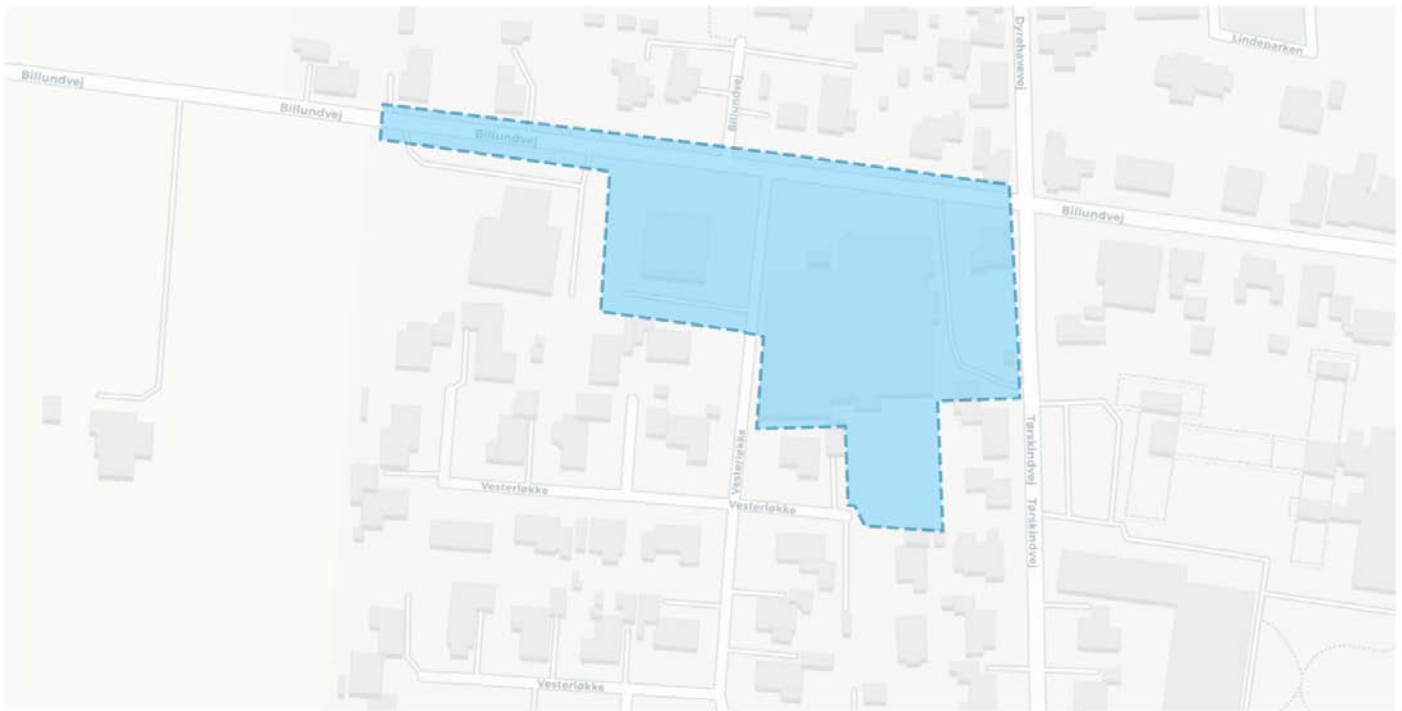 Dyrehavevej
Lindeparken
Billundvej
Billundvej
Billundvej
Billundvej
Billundvej
Vesterløkke
Tørskindvej
Tørskindvej
Vesterløkke
Vesterløkke
Vesterløkke